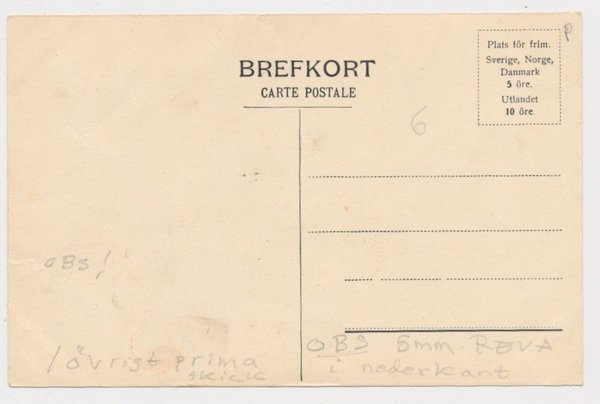 BREFKORT
CARTE POSTALE
Plats för frim.
Sverige, Norge,
Danmark
5 öre.
Utlandet
10 öre.
P
6
OBS!
I övrigt prima
skick
OBS 8mm REVA
i nederkant